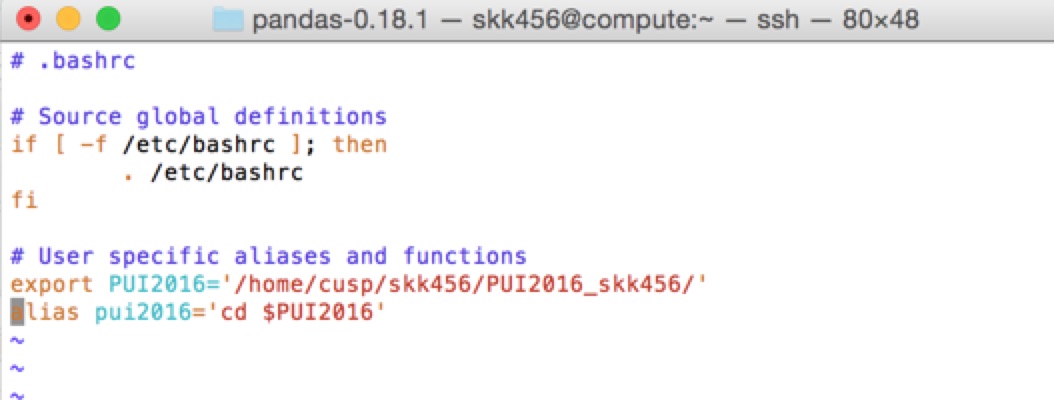 pandas-0.18.1 — skk456@compute:~ — ssh — 80×48
# .bashrc
# Source global definitions
if [ -f /etc/bashrc ]; then
        . /etc/bashrc
fi
# User specific aliases and functions
export PUI2016='/home/cusp/skk456/PUI2016_skk456/'
alias pui2016='cd $PUI2016'
~
~
~